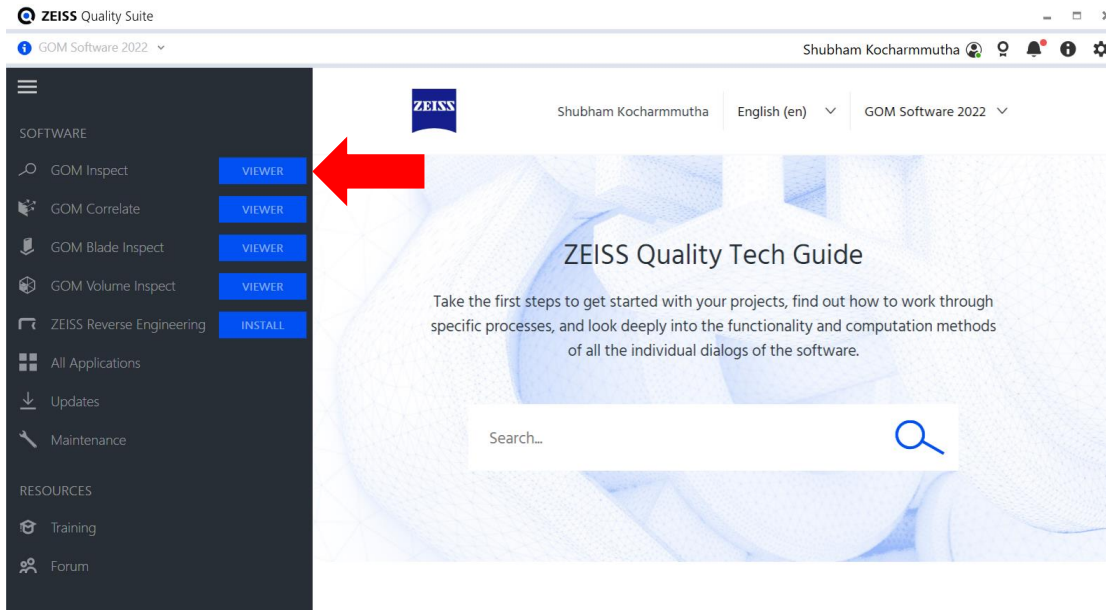 ZEISS Quality Suite
GOM Software 2022
Shubham Kocharmmutha
SOFTWARE
GOM Inspect VIEWER
GOM Correlate VIEWER
GOM Blade Inspect VIEWER
GOM Volume Inspect VIEWER
ZEISS Reverse Engineering INSTALL
All Applications
Updates
Maintenance
RESOURCES
Training
Forum
ZEISS
Shubham Kocharmmutha English (en) GOM Software 2022
ZEISS Quality Tech Guide
Take the first steps to get started with your projects, find out how to work through
specific processes, and look deeply into the functionality and computation methods
of all the individual dialogs of the software.
Search...